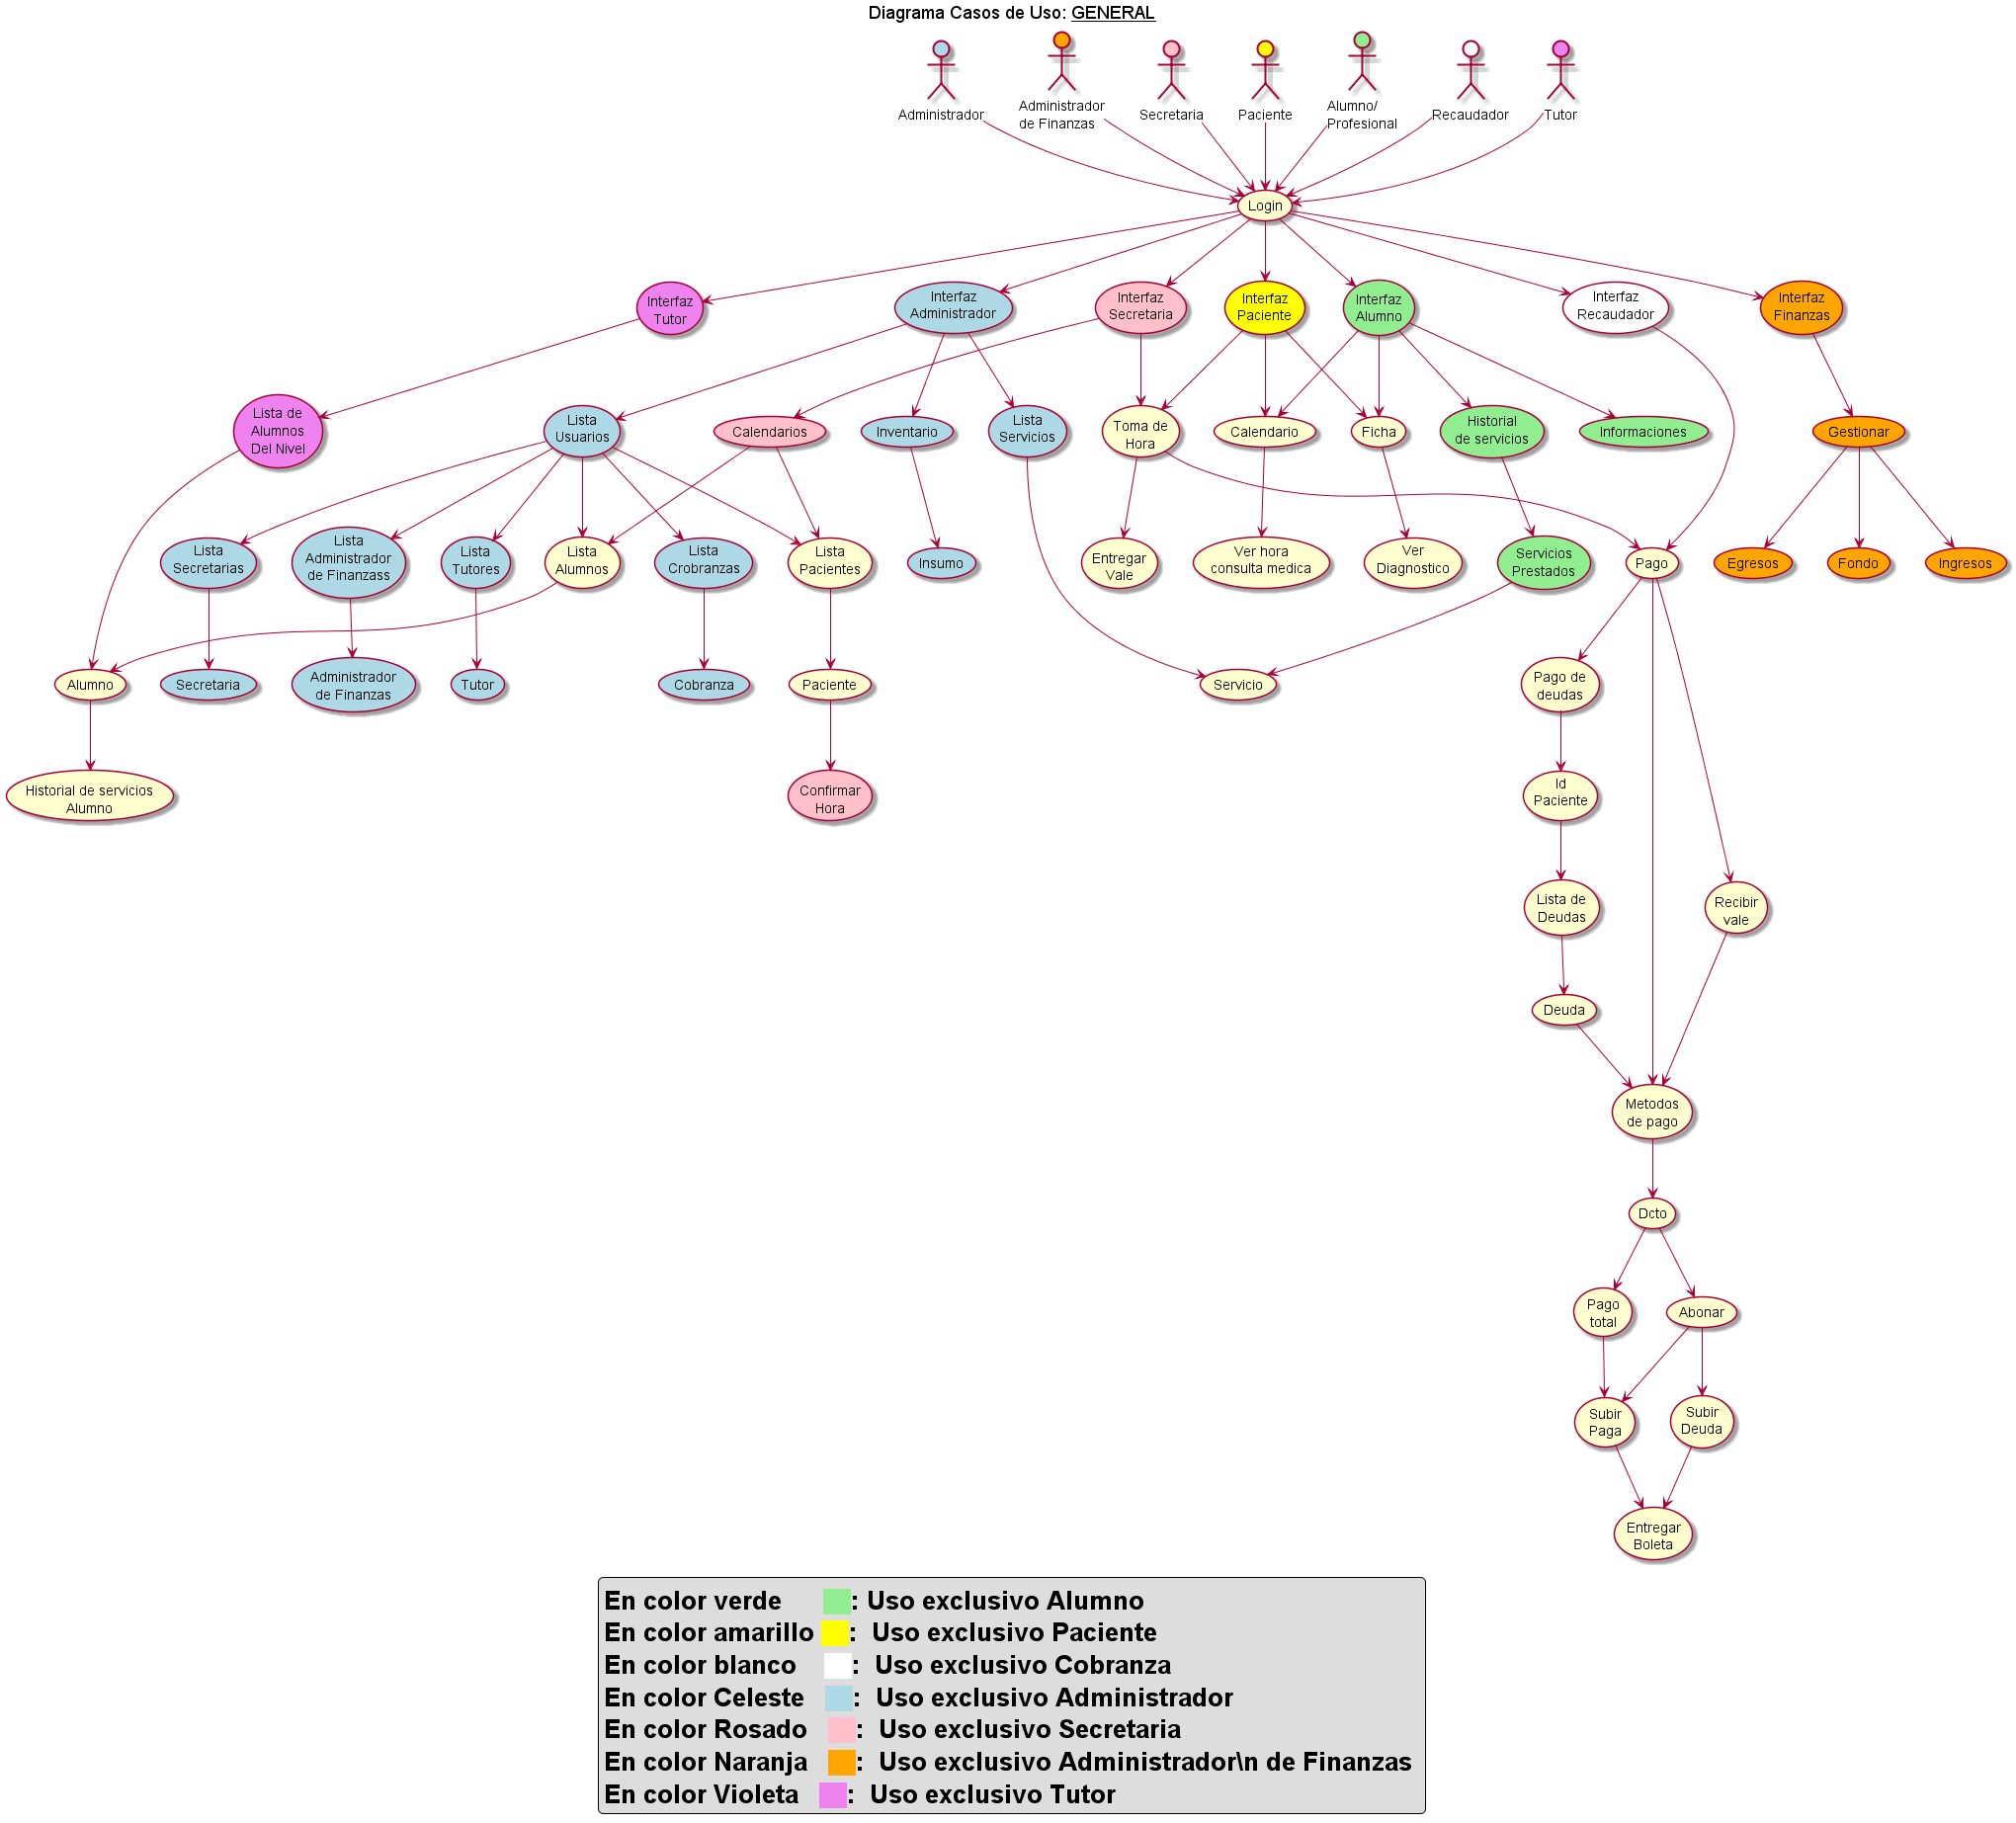 Diagrama Casos de Uso: GENERAL
Administrador
Administrador
de Finanzas
Secretaria
Paciente
Alumno/
Profesional
Recaudador
Tutor
Login
Interfaz
Tutor
Interfaz
Administrador
Interfaz
Secretaria
Interfaz
Paciente
Interfaz
Alumno
Interfaz
Recaudador
Interfaz
Finanzas
Lista de
Alumnos
Del Nivel
Lista
Usuarios
Calendarios
Inventario
Lista
Servicios
Toma de
Hora
Calendario
Ficha
Historial
de servicios
Informaciones
Gestionar
Lista
Secretarias
Lista
Administrador
de Finanzass
Lista
Tutores
Lista
Alumnos
Lista
Crobranzas
Lista
Pacientes
Insumo
Entregar
Vale
Ver hora
consulta medica
Ver
Diagnostico
Servicios
Prestados
Pago
Egresos
Fondo
Ingresos
Alumno
Secretaria
Administrador
de Finanzas
Tutor
Cobranza
Paciente
Servicio
Pago de
deudas
Historial de servicios
Alumno
Confirmar
Hora
Id
Paciente
Lista de
Deudas
Recibir
vale
Deuda
Metodos
de pago
Dcto
Pago
total
Abonar
Subir
Paga
Subir
Deuda
Entregar
Boleta
En color verde : Uso exclusivo Alumno
En color amarillo : Uso exclusivo Paciente
En color blanco : Uso exclusivo Cobranza
En color Celeste : Uso exclusivo Administrador
En color Rosado : Uso exclusivo Secretaria
En color Naranja : Uso exclusivo Administrador\n de Finanzas
En color Violeta : Uso exclusivo Tutor